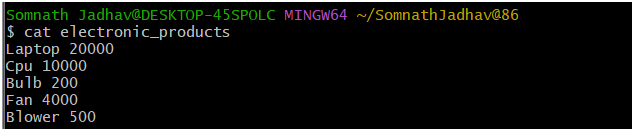 Somnath Jadhav@DESKTOP-45SPOLC MINGW64 ~/SomnathJadhav@86
$ cat electronic_products
Laptop 20000
Cpu 10000
Bulb 200
Fan 4000
Blower 500